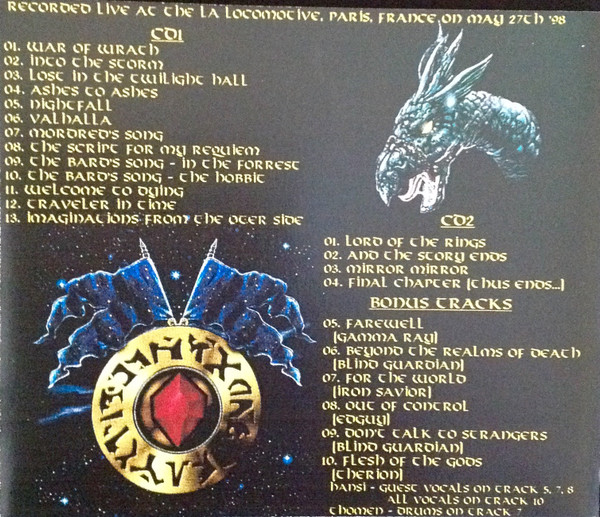 Recorded live at the La Locomotive, Paris, France, on May 27th '98
CD1
01. War of Wrath
02. Into the Storm
03. Lost in the Twilight Hall
04. Ashes to Ashes
05. Nightfall
06. Valhalla
07. Mordred's Song
08. The Script for my Requiem
09. The Bard's Song - In the Forrest
10. The Bard's Song - The Hobbit
11. Welcome to Dying
12. Traveler in Time
13. Imaginations from the Oter Side
CD2
01. Lord of the Rings
02. And the Story Ends
03. Mirror Mirror
04. Final Chapter (Thus Ends...)
Bonus Tracks
05. Farewell
(Gamma Ray)
06. Beyond the Realms of Death
(Blind Guardian)
07. For the World
(Iron Savior)
08. Out of Control
(Edguy)
09. Don't Talk to Strangers
(Blind Guardian)
10. Flesh of the Gods
(Therion)
Hansi - Guest Vocals on Track 5, 7, 8
All Vocals on Track 10
Thomen - Drums on Track 7